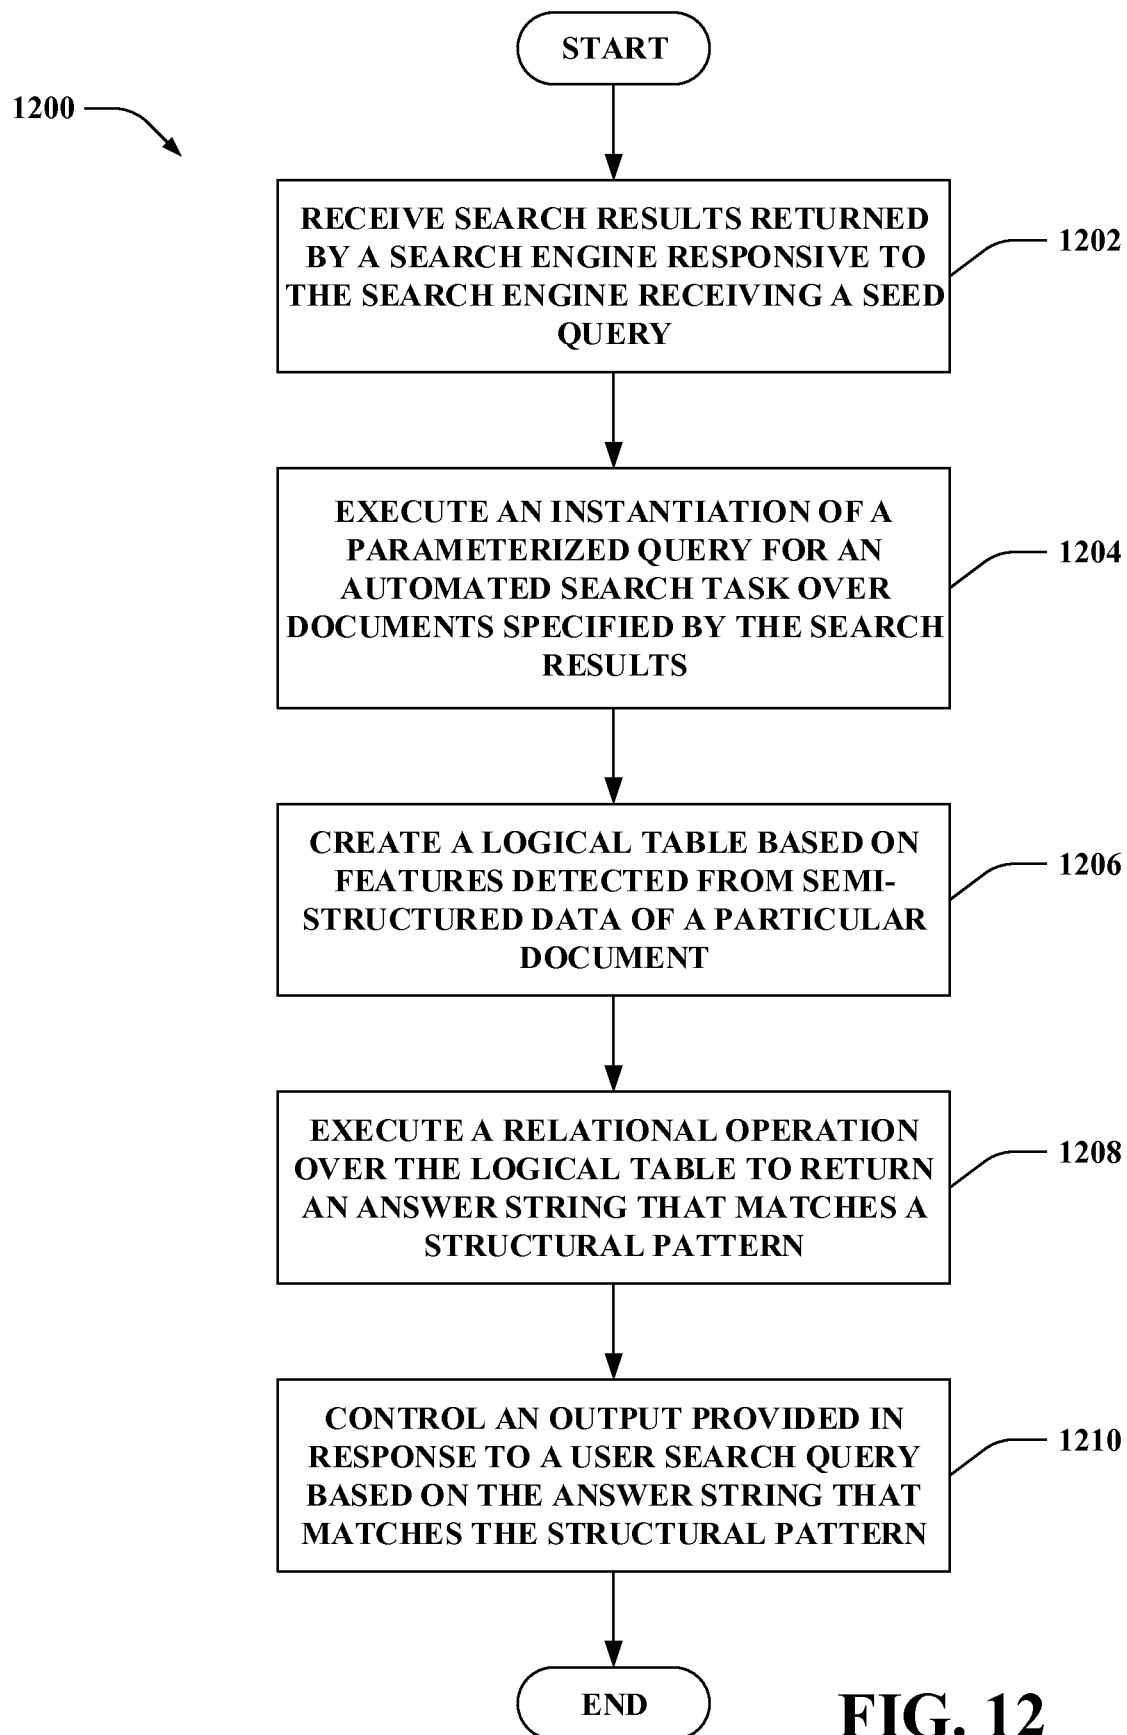 START
1200
RECEIVE SEARCH RESULTS RETURNED
BY A SEARCH ENGINE RESPONSIVE TO
THE SEARCH ENGINE RECEIVING A SEED
QUERY
1202
EXECUTE AN INSTANTIATION OF A
PARAMETERIZED QUERY FOR AN
AUTOMATED SEARCH TASK OVER
DOCUMENTS SPECIFIED BY THE SEARCH
RESULTS
1204
CREATE A LOGICAL TABLE BASED ON
FEATURES DETECTED FROM SEMI-
STRUCTURED DATA OF A PARTICULAR
DOCUMENT
1206
EXECUTE A RELATIONAL OPERATION
OVER THE LOGICAL TABLE TO RETURN
AN ANSWER STRING THAT MATCHES A
STRUCTURAL PATTERN
1208
CONTROL AN OUTPUT PROVIDED IN
RESPONSE TO A USER SEARCH QUERY
BASED ON THE ANSWER STRING THAT
MATCHES THE STRUCTURAL PATTERN
1210
END
FIG. 12